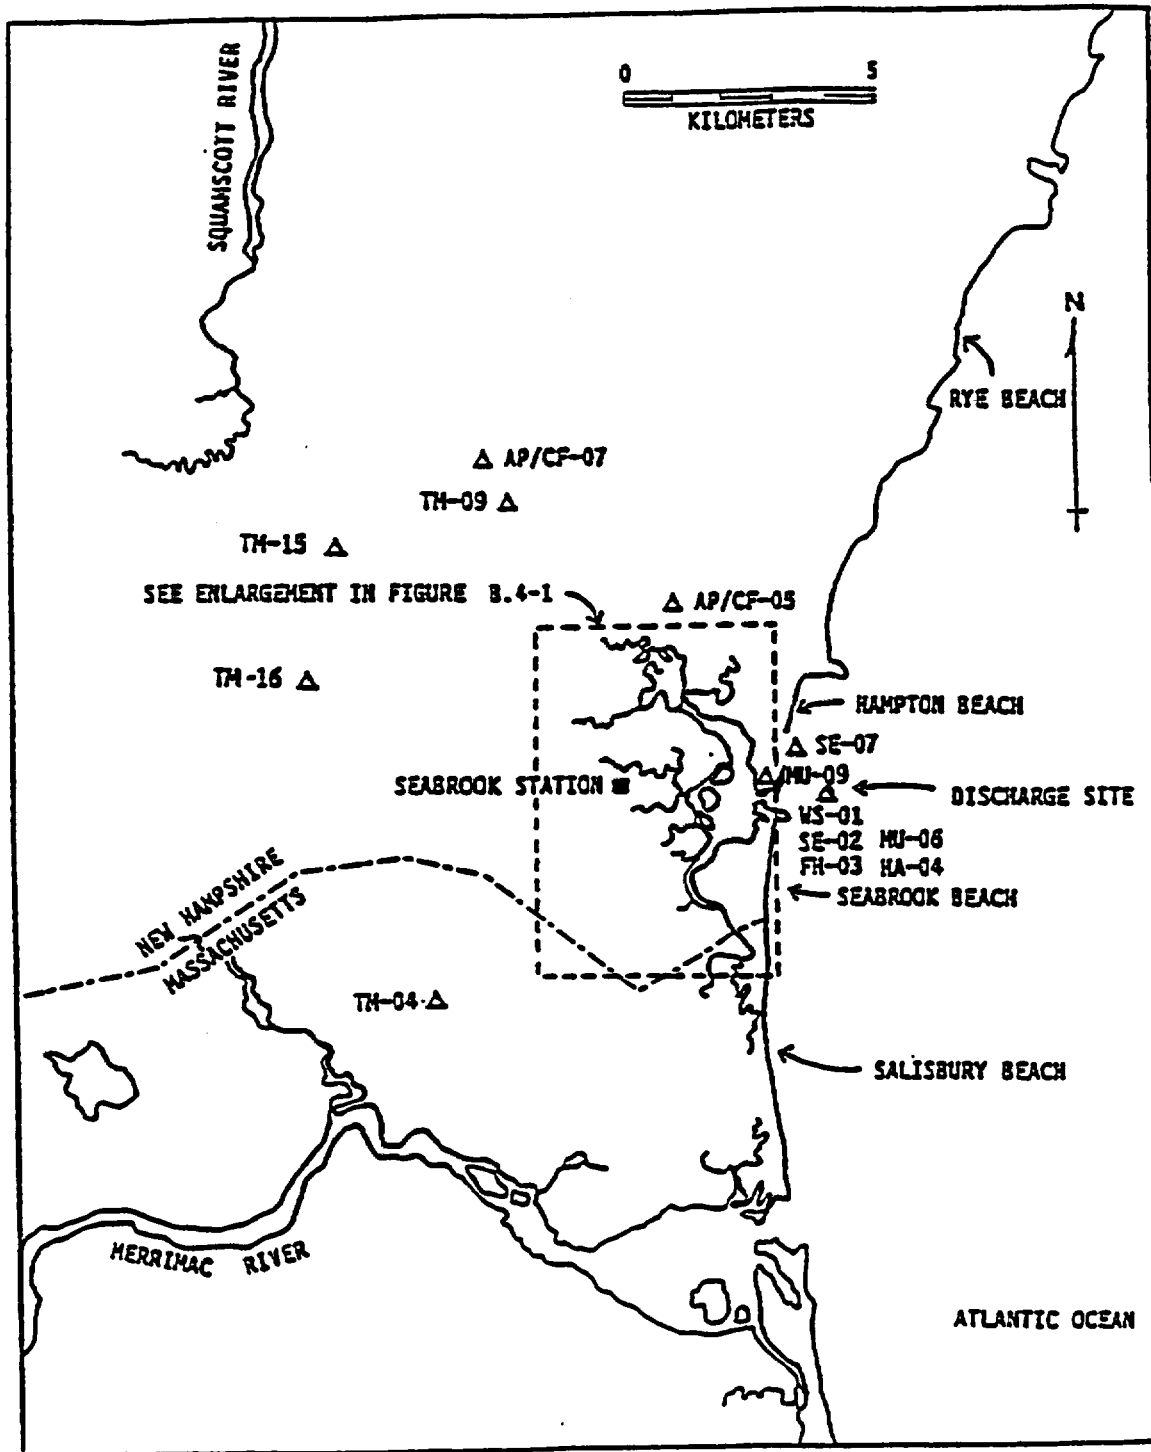 0 5
KILOMETERS
SQUAMSCOTT RIVER
N
RYE BEACH
AP/CF-07
TM-09
TM-15
SEE ENLARGEMENT IN FIGURE B.4-1
AP/CF-05
TM-16
HAMPTON BEACH
SE-07
MU-09
SEABROOK STATION
DISCHARGE SITE
WS-01
SE-02 MU-06
FH-03 HA-04
SEABROOK BEACH
NEW HAMPSHIRE
MASSACHUSETTS
TM-04
SALISBURY BEACH
MERRIMAC RIVER
ATLANTIC OCEAN